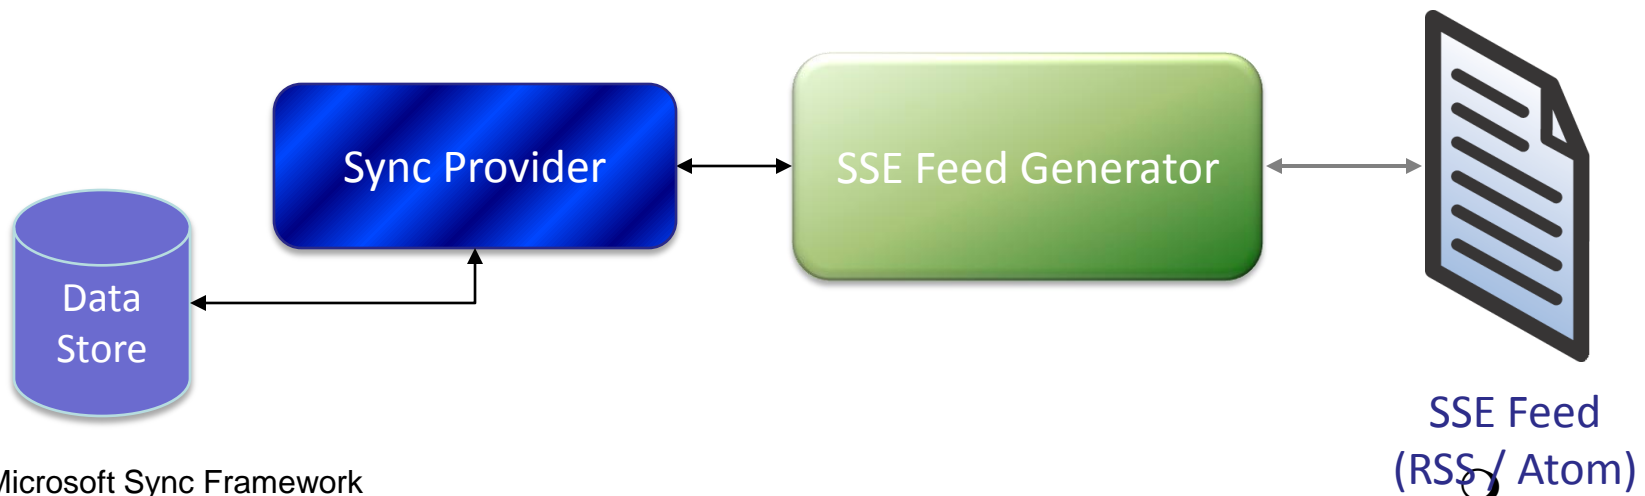 Sync Provider
SSE Feed Generator
Data
Store
SSE Feed
(RSS / Atom)
Microsoft Sync Framework